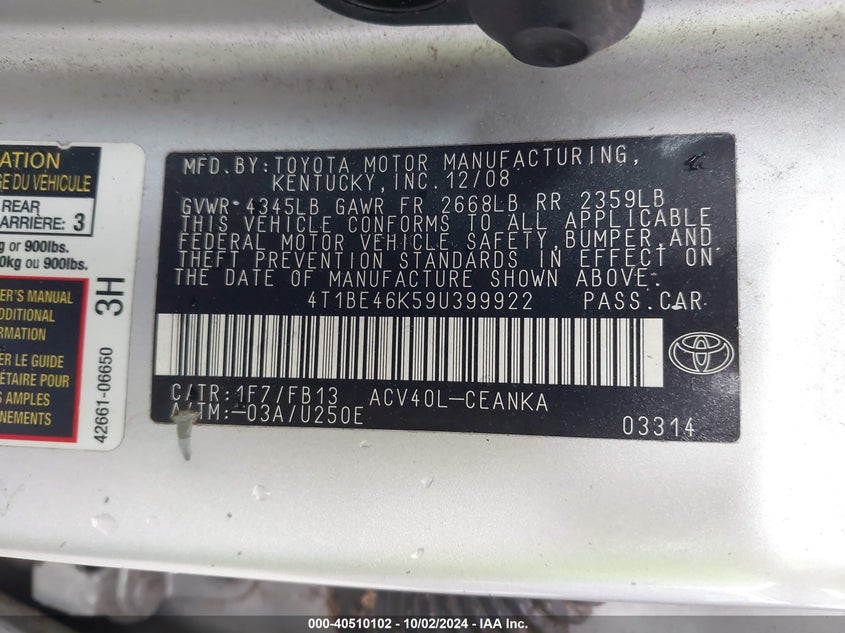 ATION
GE DU VÉHICULE
REAR
ARRIÈRE: 3
g or 900lbs.
0kg ou 900lbs.
ER'S MANUAL
ADDITIONAL
FORMATION
ER LE GUIDE
ÉTAIRE POUR
S AMPLES
NEMENTS
3H
42661-06650
MFD.BY:TOYOTA MOTOR MANUFACTURING,
KENTUCKY,INC.12/08
GVWR 4345LB GAWR FR 2668LB RR 2359LB
THIS VEHICLE CONFORMS TO ALL APPLICABLE
FEDERAL MOTOR VEHICLE SAFETY,BUMPER,AND
THEFT PREVENTION STANDARDS IN EFFECT ON
THE DATE OF MANUFACTURE SHOWN ABOVE.
4T1BE46K59U399922 PASS.CAR
C/TR:1F7/FB13 ACV40L-CEANKA
A/TM:-03A/U250E
03314
000-40510102 - 10/02/2024 - IAA Inc.